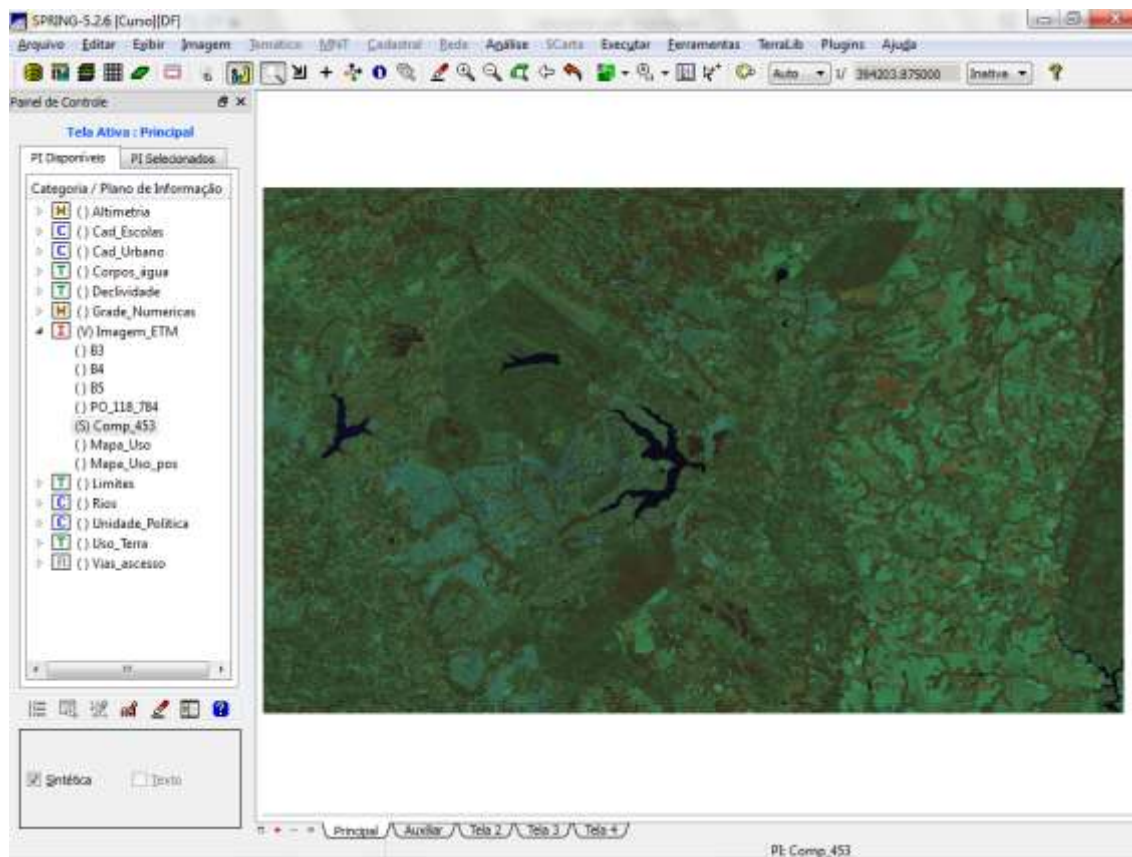 SPRING-5.2.6 [Curso][DF]
Arquivo Editar Exibir Imagem Temático MNT Cadastral Rede Análise SCarta Executar Ferramentas TerraLib Plugins Ajuda
Auto 1/ 394203.875000 Inativa
Painel de Controle
Tela Ativa : Principal
PI Disponíveis PI Selecionados
Categoria / Plano de Informação
M () Altimetria
C () Cad_Escolas
C () Cad_Urbano
T () Corpos_água
T () Declividade
M () Grade_Numericas
I (V) Imagem_ETM
() B3
() B4
() B5
() PO_118_784
(S) Comp_453
() Mapa_Uso
() Mapa_Uso_pos
T () Limites
C () Rios
C () Unidade_Política
T () Uso_Terra
() Vias_ascesso
Sintética Texto
Principal Auxiliar Tela 2 Tela 3 Tela 4
PI: Comp_453